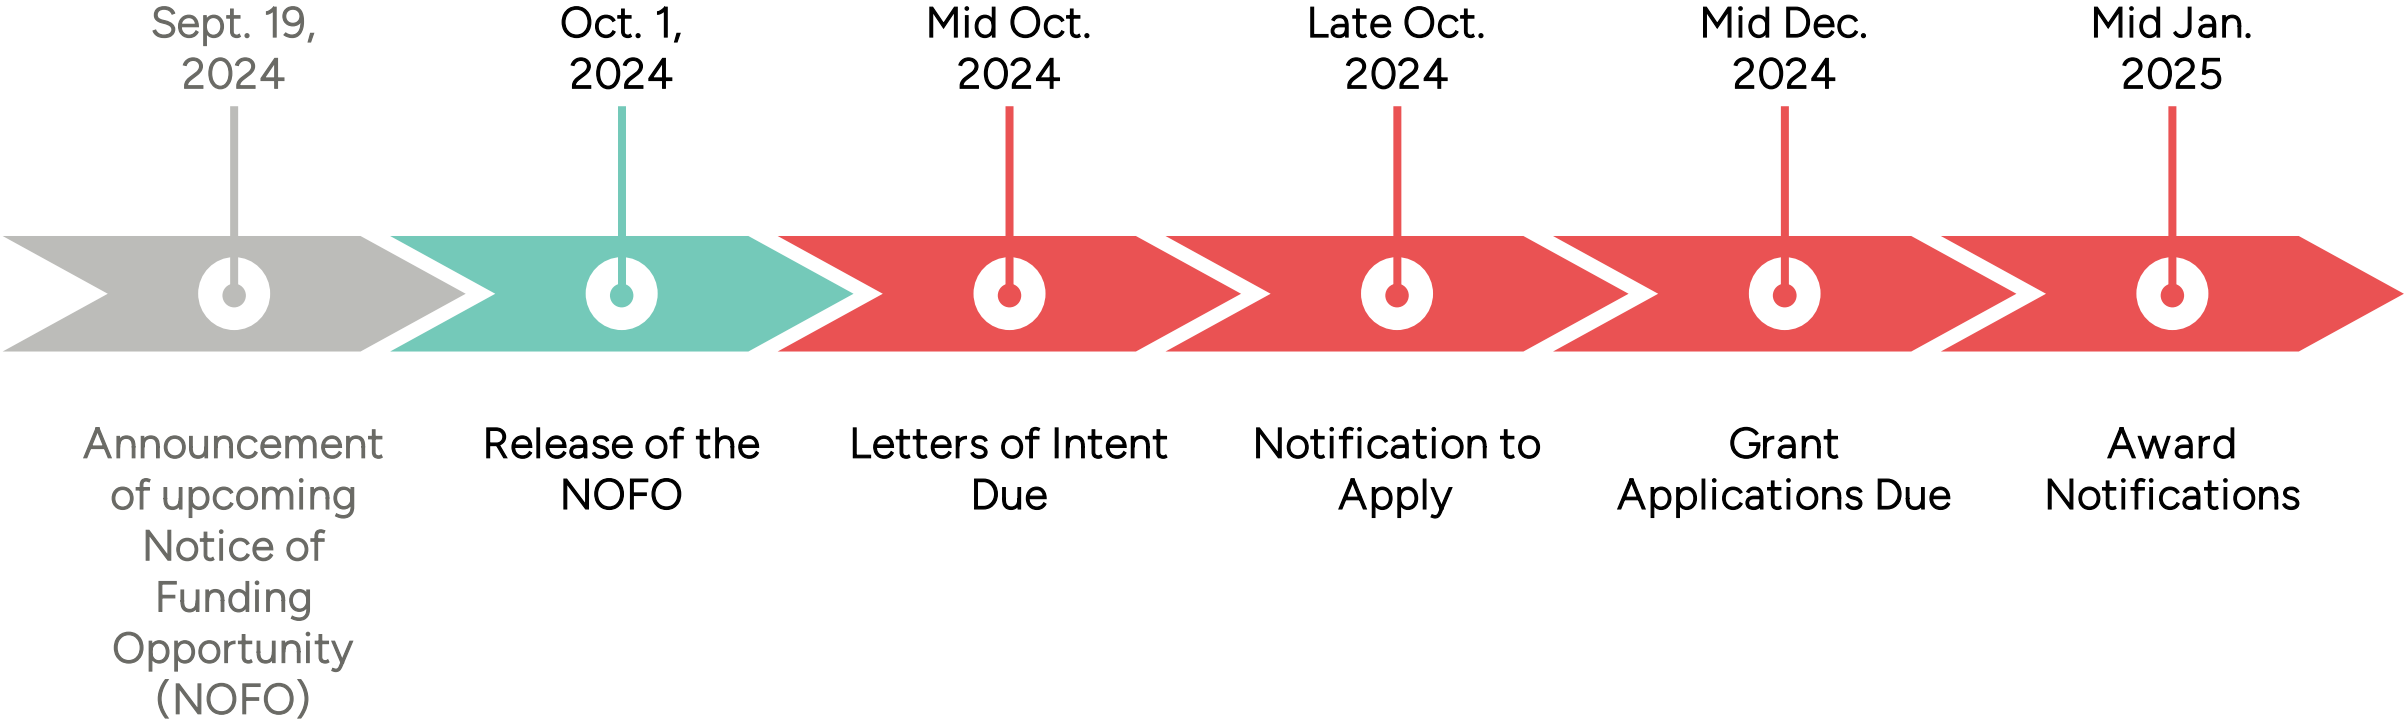 Sept. 19,
2024
Oct. 1,
2024
Mid Oct.
2024
Late Oct.
2024
Mid Dec.
2024
Mid Jan.
2025
Announcement
of upcoming
Notice of
Funding
Opportunity
(NOFO)
Release of the
NOFO
Letters of Intent
Due
Notification to
Apply
Grant
Applications Due
Award
Notifications